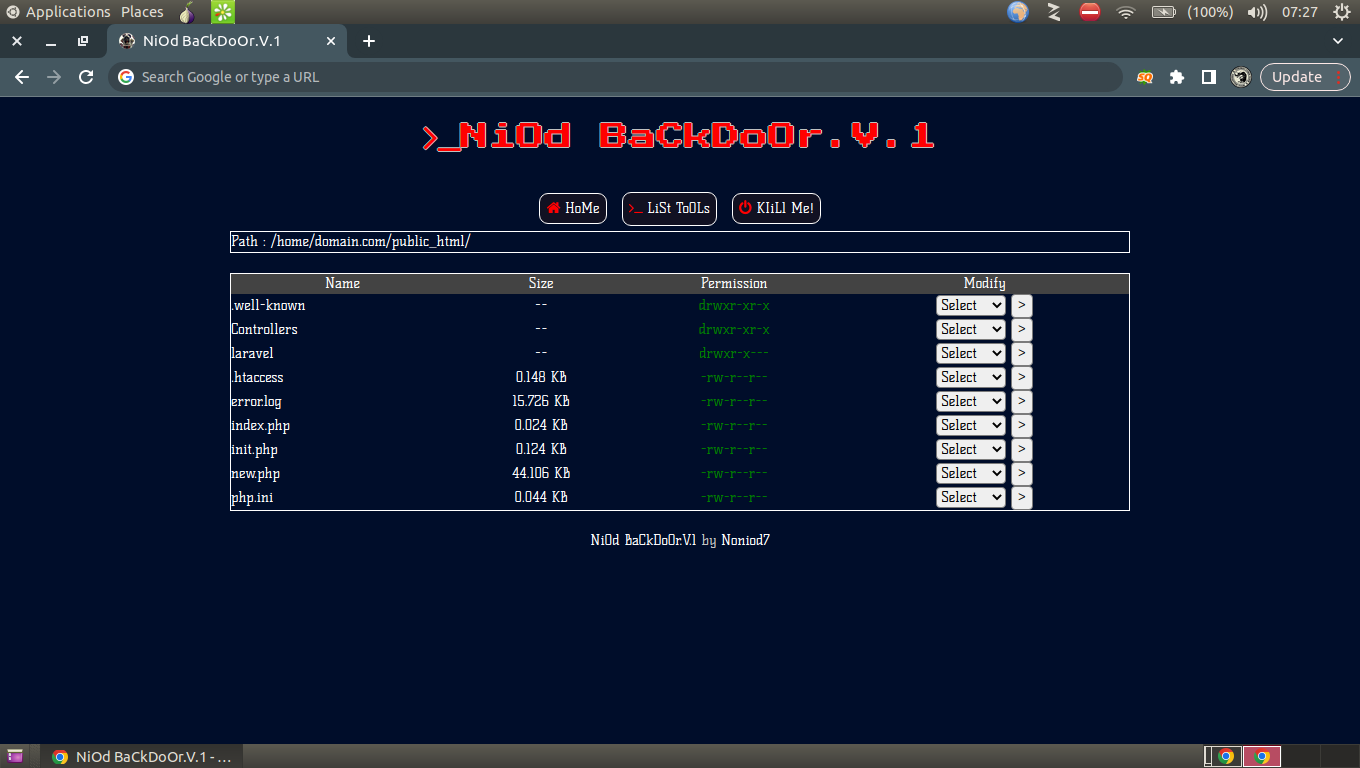 Applications Places (100%) 07:27
NiOd BaCkDoOr.V.1
Search Google or type a URL SQ Update
>_NiOd BaCkDoOr.V.1
HoMe >_ LiSt ToOLs KIiLl Me!
Path : /home/domain.com/public_html/
Name Size Permission Modify
.well-known -- drwxr-xr-x Select >
Controllers -- drwxr-xr-x Select >
laravel -- drwxr-x--- Select >
.htaccess 0.148 KB -rw-r--r-- Select >
error.log 15.726 KB -rw-r--r-- Select >
index.php 0.024 KB -rw-r--r-- Select >
init.php 0.124 KB -rw-r--r-- Select >
new.php 44.106 KB -rw-r--r-- Select >
php.ini 0.044 KB -rw-r--r-- Select >
NiOd BaCkDoOr.V.1 by Noniod7
NiOd BaCkDoOr.V.1 - ...